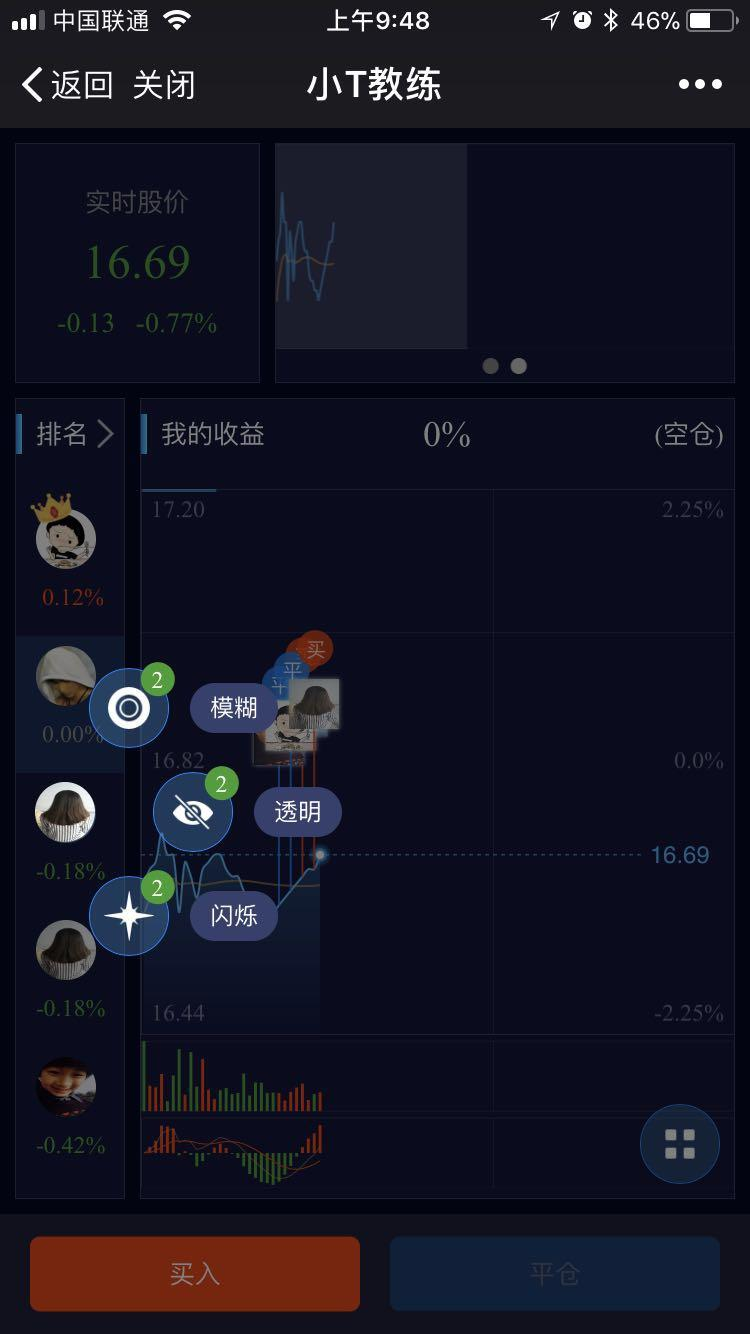 中国联通
上午9:48
46%
返回 关闭
小T教练
实时股价
16.69
-0.13 -0.77%
排名
我的收益
0%
(空仓)
17.20
2.25%
0.12%
买
平
2
模糊
0.00%
16.82
0.0%
2
透明
16.69
-0.18%
2
闪烁
-0.18%
16.44
-2.25%
-0.42%
买入
平仓